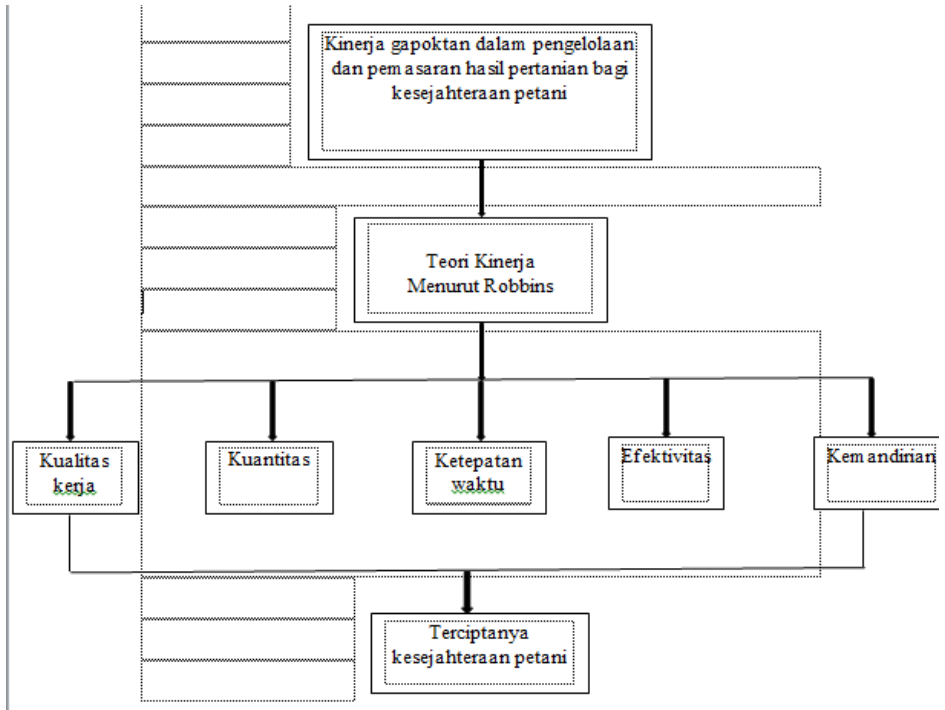 Kinerja gapoktan dalam pengelolaan
dan pemasaran hasil pertanian bagi
kesejahteraan petani
Teori Kinerja
Menurut Robbins
Kualitas
kerja
Kuantitas
Ketepatan
waktu
Efektivitas
Kemandirian
Terciptanya
kesejahteraan petani